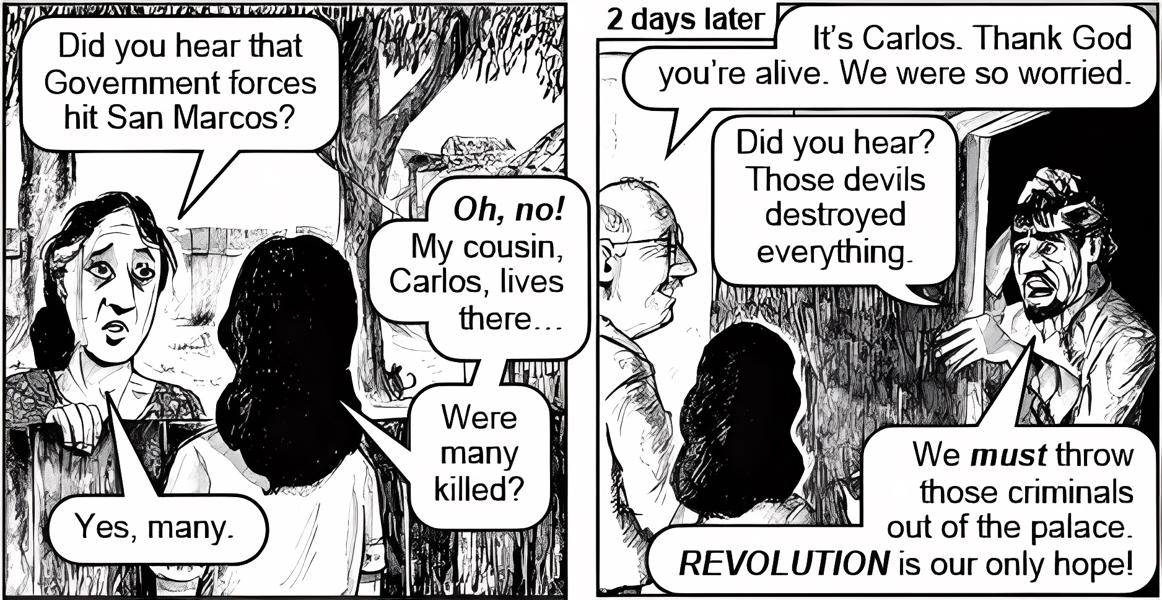 Did you hear that
Government forces
hit San Marcos?
Oh, no!
My cousin,
Carlos, lives
there...
Were
many
killed?
Yes, many.
2 days later
It's Carlos. Thank God
you're alive. We were so worried.
Did you hear?
Those devils
destroyed
everything.
We must throw
those criminals
out of the palace.
REVOLUTION is our only hope!